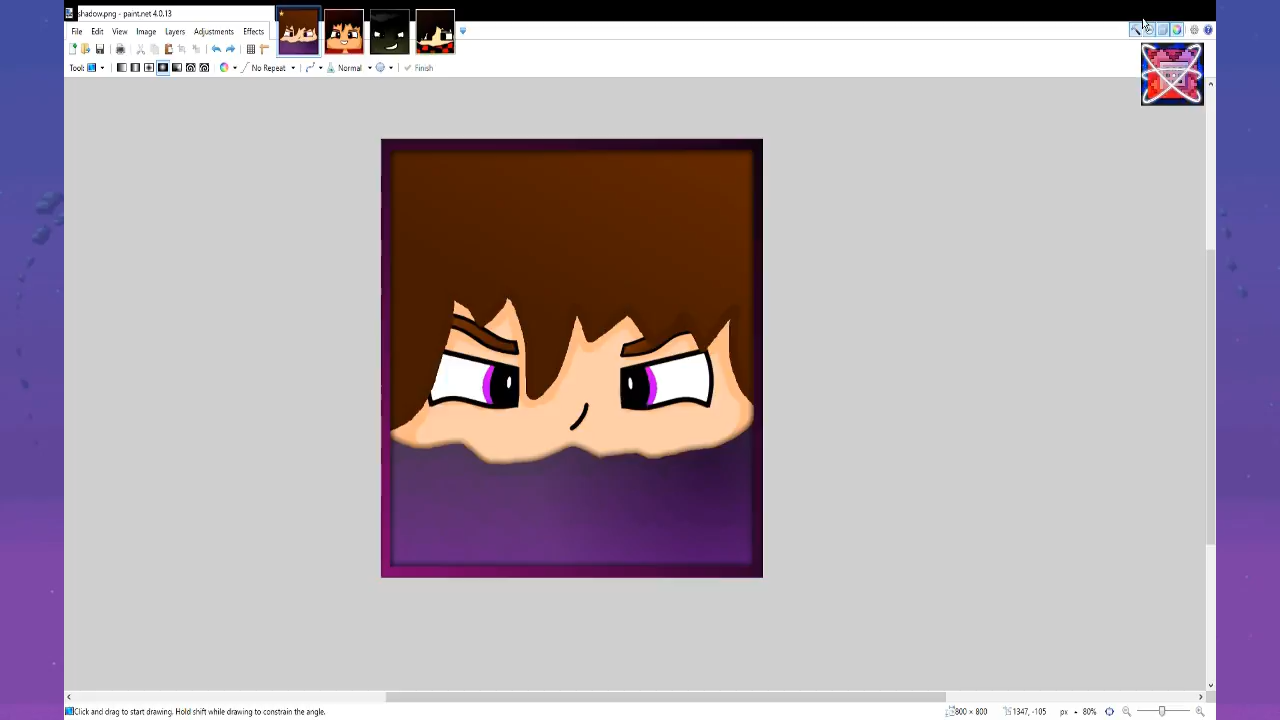 shadow.png - paint.net 4.0.13
File Edit View Image Layers Adjustments Effects
Tool: No Repeat Normal Finish
Click and drag to start drawing. Hold shift while drawing to constrain the angle. 800 × 800 1347, -105 px 80%